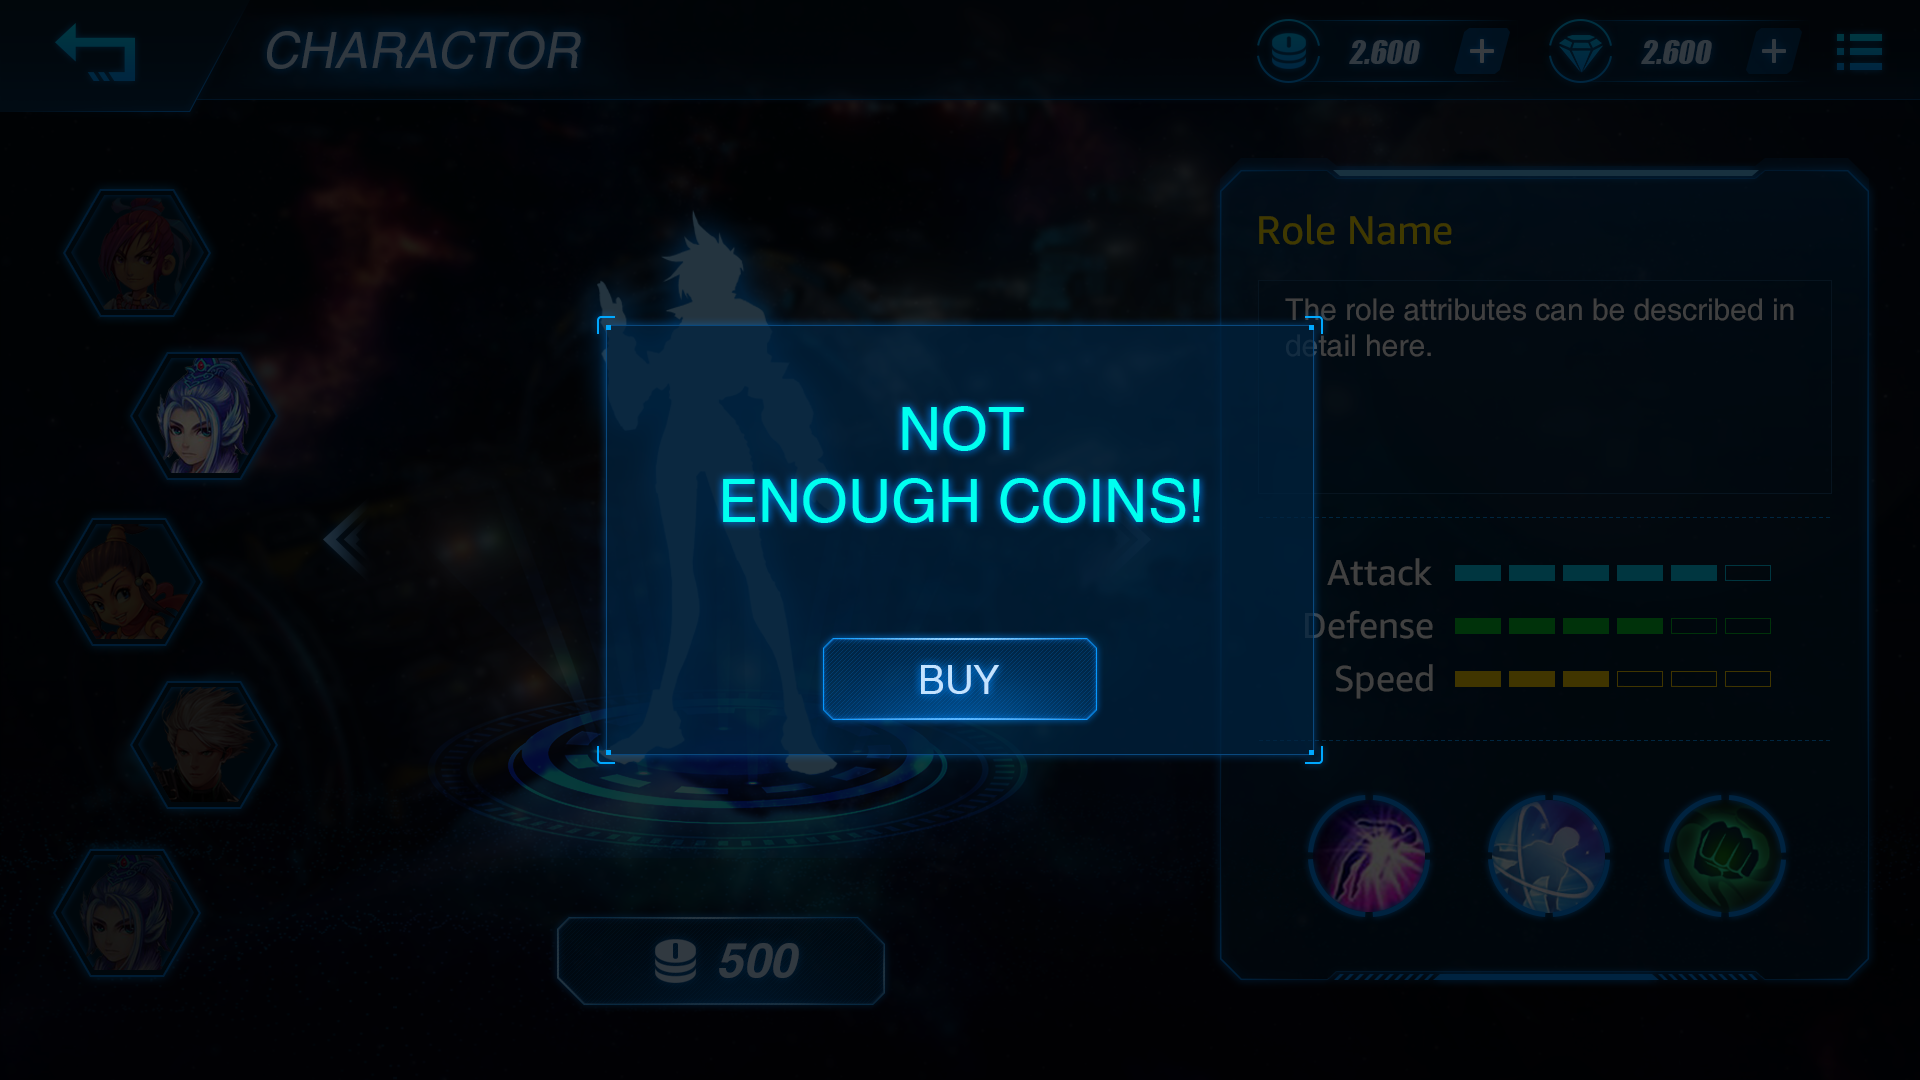 CHARACTOR
2.600
2.600
Role Name
The role attributes can be described in
detail here.
NOT
ENOUGH COINS!
Attack
Defense
Speed
BUY
500